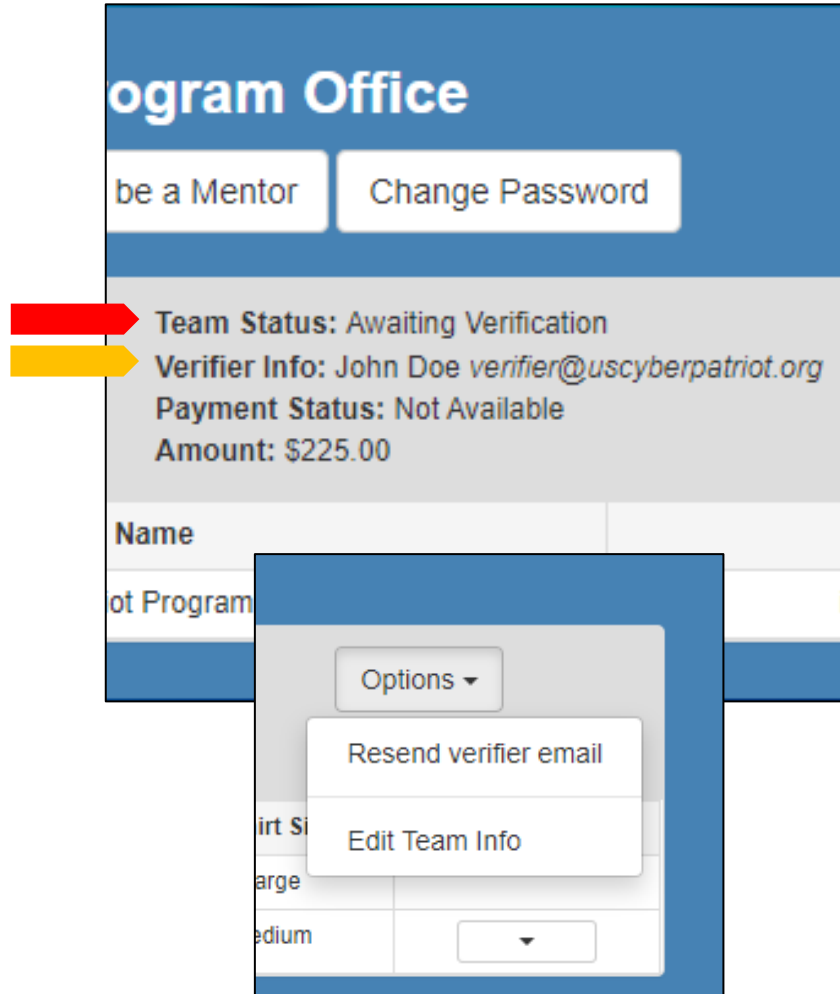 ogram Office
be a Mentor Change Password
Team Status: Awaiting Verification
Verifier Info: John Doe verifier@uscyberpatriot.org
Payment Status: Not Available
Amount: $225.00
Name
iot Program
Options
Resend verifier email
Edit Team Info
irt Si
arge
edium